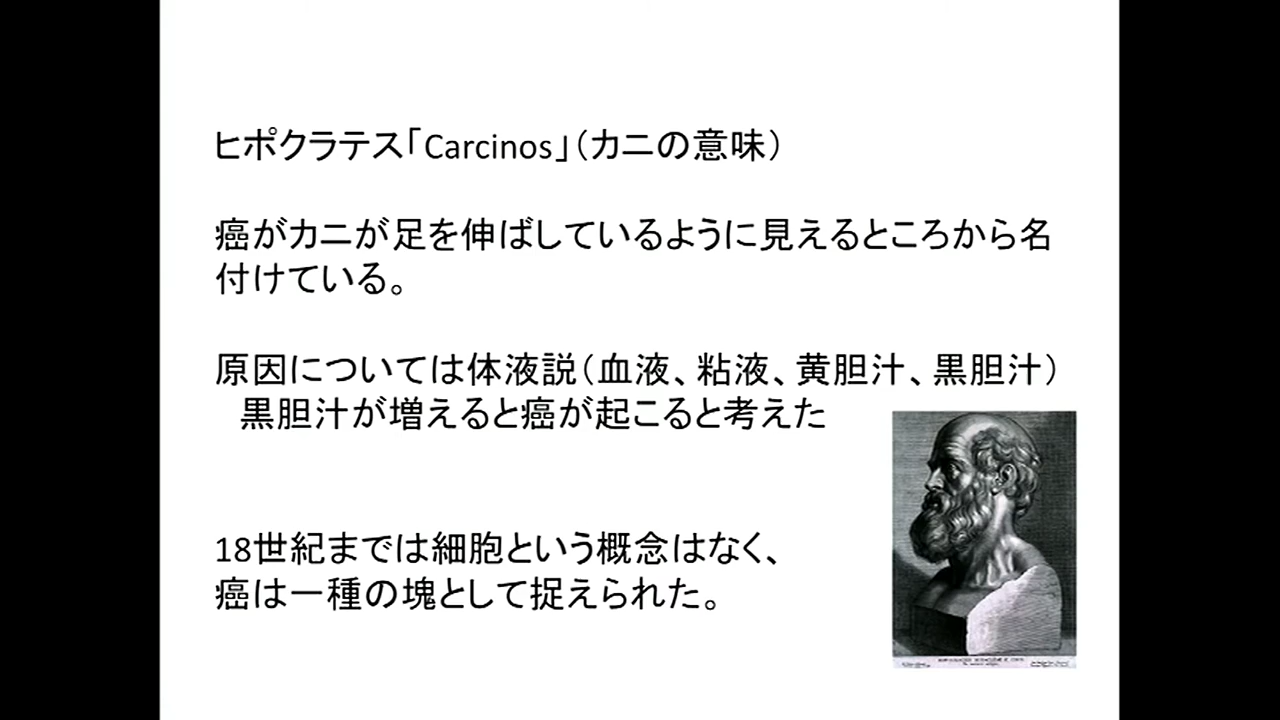 ヒポクラテス「Carcinos」（カニの意味）
癌がカニが足を伸ばしているように見えるところから名
付けている。
原因については体液説（血液、粘液、黄胆汁、黒胆汁）
黒胆汁が増えると癌が起こると考えた
18世紀までは細胞という概念はなく、
癌は一種の塊として捉えられた。